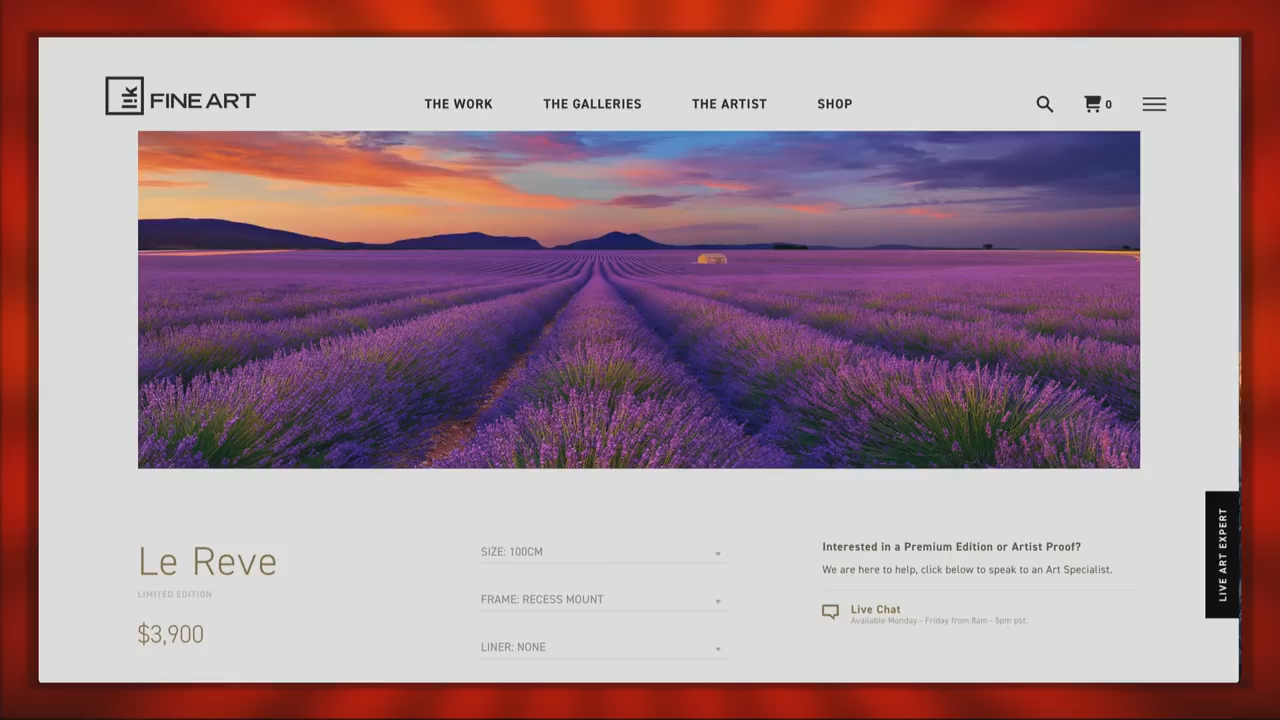 lik FINE ART
THE WORK
THE GALLERIES
THE ARTIST
SHOP
0
Le Reve
LIMITED EDITION
$3,900
SIZE: 100CM
FRAME: RECESS MOUNT
LINER: NONE
Interested in a Premium Edition or Artist Proof?
We are here to help, click below to speak to an Art Specialist.
Live Chat
Available Monday - Friday from 8am - 5pm pst.
LIVE ART EXPERT